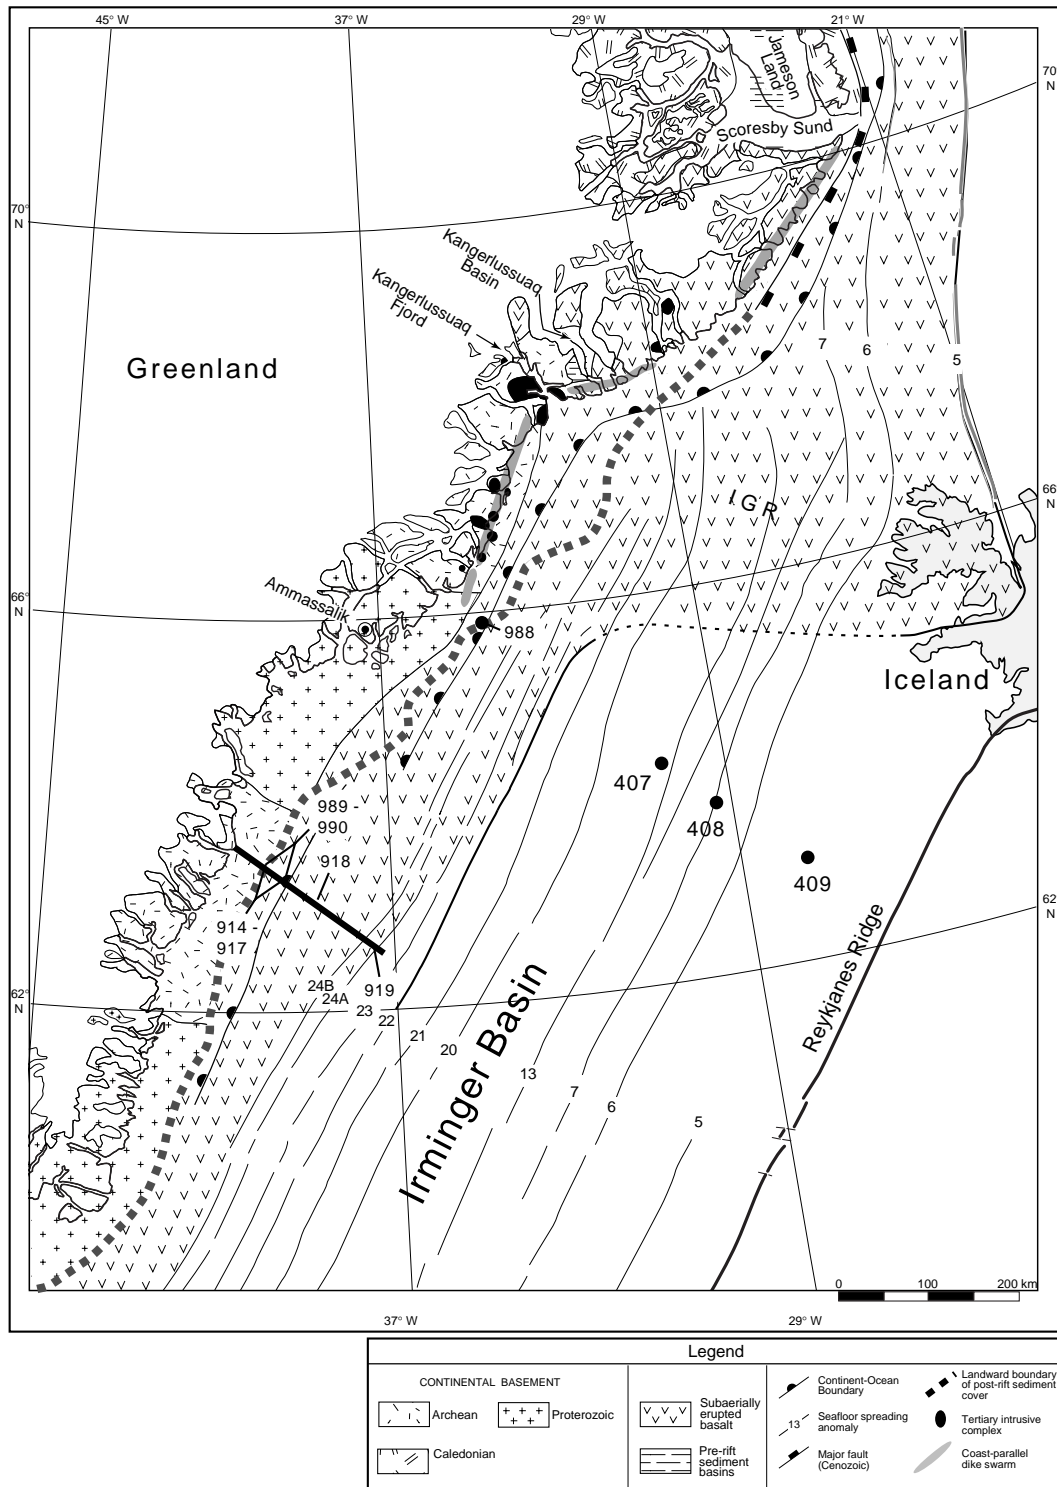 45° W
37° W
29° W
21° W
70°
N
Jameson
Land
Scoresby Sund
70°
N
Kangerlussuaq
Basin
Kangerlussuaq
Fjord
Greenland
7
6
5
66°
N
IGR
66°
N
Ammassalik
988
Iceland
407
408
409
989 -
990
918
914 -
917
919
62°
N
62°
N
24B
24A
23
22
21
20
13
7
6
5
Irminger Basin
Reykjanes Ridge
0 100 200 km
37° W
29° W
Legend
CONTINENTAL BASEMENT
Archean
Proterozoic
Caledonian
Subaerially
erupted
basalt
Pre-rift
sediment
basins
Continent-Ocean
Boundary
13
Seafloor spreading
anomaly
Major fault
(Cenozoic)
Landward boundary
of post-rift sediment
cover
Tertiary intrusive
complex
Coast-parallel
dike swarm